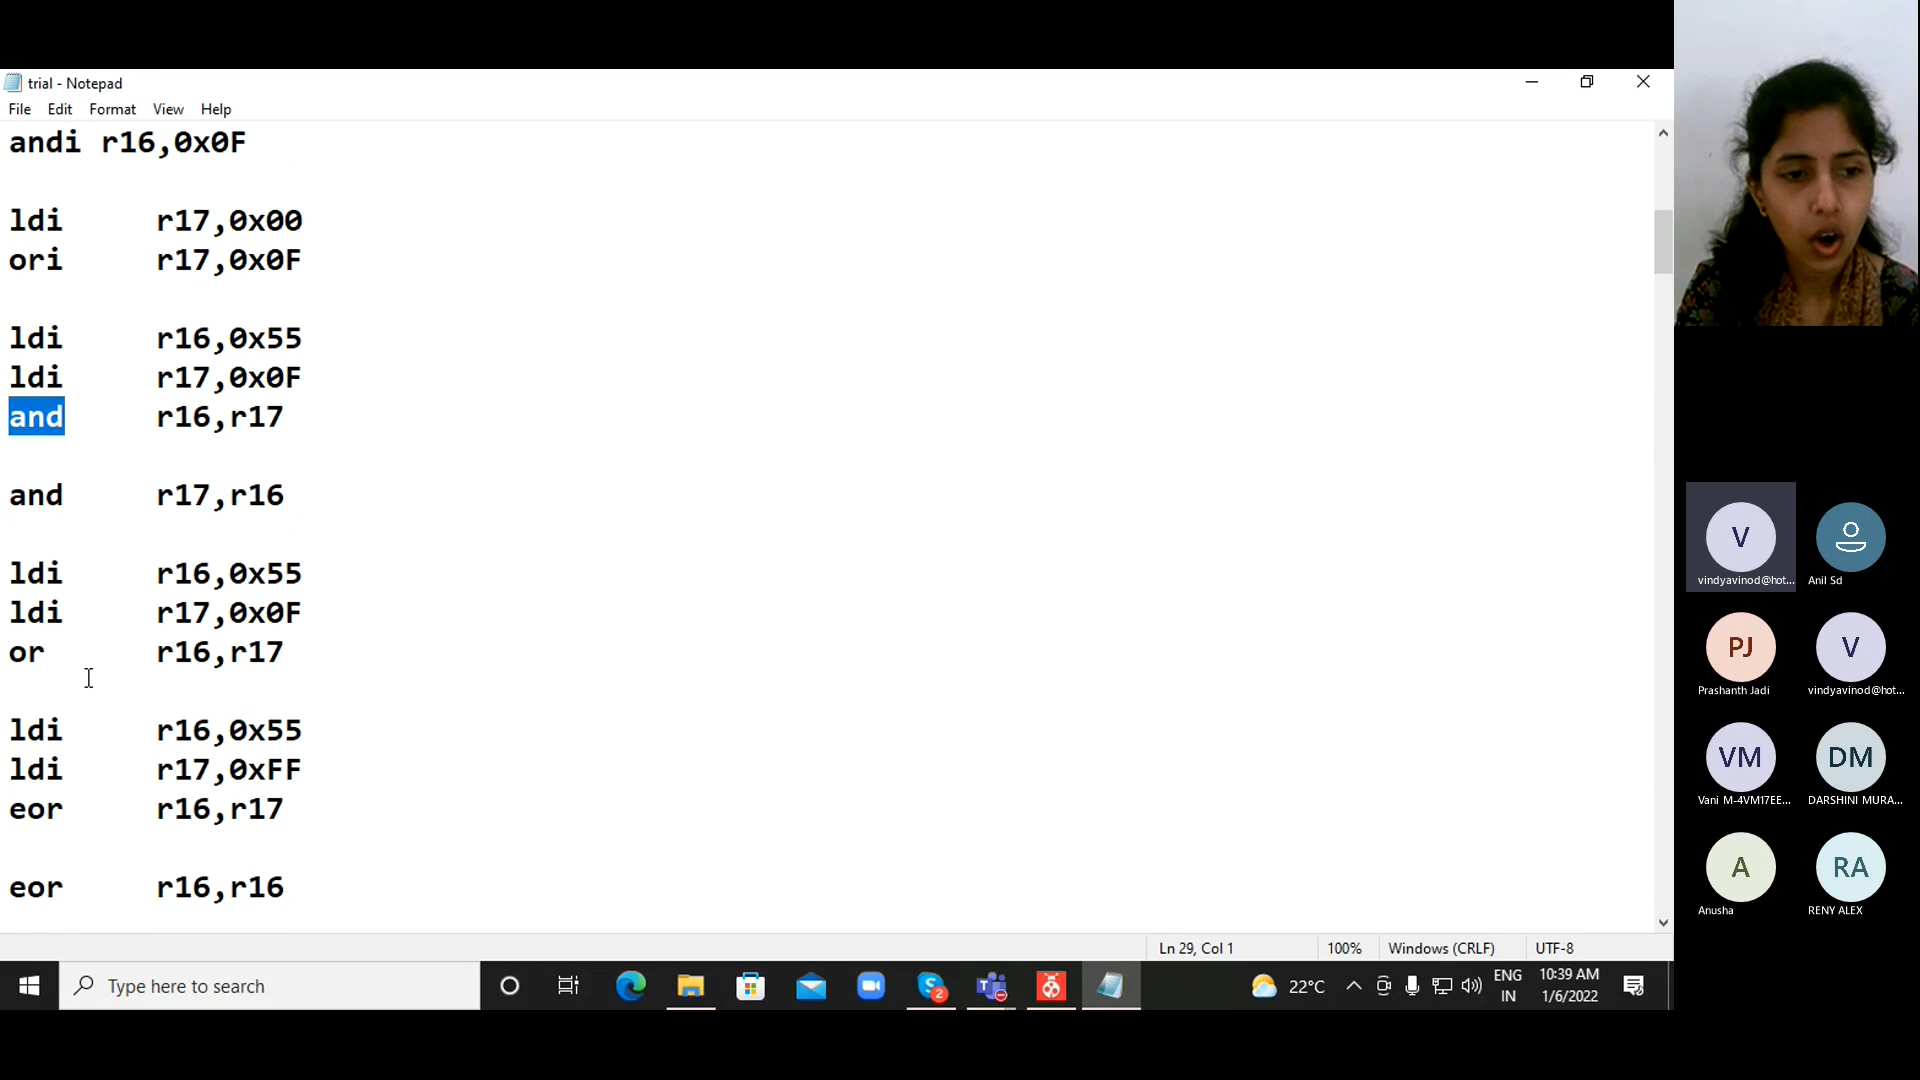 trial - Notepad
File Edit Format View Help
andi r16,0x0F
ldi r17,0x00
ori r17,0x0F
ldi r16,0x55
ldi r17,0x0F
and r16,r17
and r17,r16
ldi r16,0x55
ldi r17,0x0F
or r16,r17
ldi r16,0x55
ldi r17,0xFF
eor r16,r17
eor r16,r16
Ln 29, Col 1 100% Windows (CRLF) UTF-8
Type here to search
2
22°C
ENG
IN
10:39 AM
1/6/2022
V
vindyavinod@hot...
Anil Sd
PJ
Prashanth Jadi
V
vindyavinod@hot...
VM
Vani M-4VM17EE...
DM
DARSHINI MURA...
A
Anusha
RA
RENY ALEX